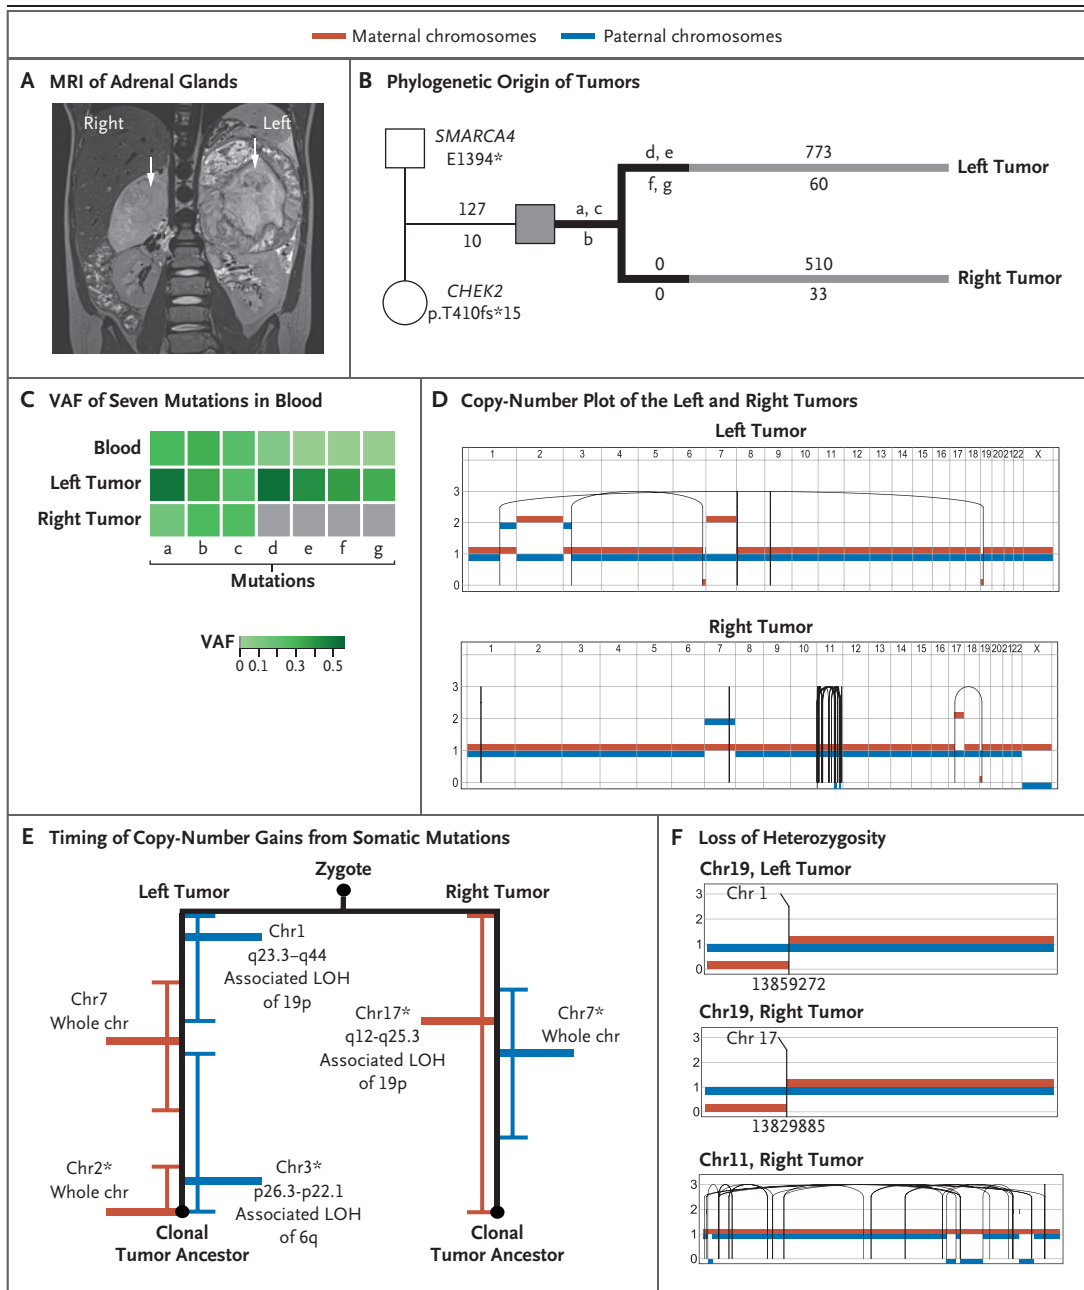 Maternal chromosomes
Paternal chromosomes
A MRI of Adrenal Glands
Right
Left
B Phylogenetic Origin of Tumors
SMARCA4
E1394*
127
10
CHEK2
p.T410fs*15
a, c
b
d, e
f, g
773
60
Left Tumor
0
0
510
33
Right Tumor
C VAF of Seven Mutations in Blood
Blood
Left Tumor
Right Tumor
a b c d e f g
Mutations
VAF
0 0.1 0.3 0.5
D Copy-Number Plot of the Left and Right Tumors
Left Tumor
1 2 3 4 5 6 7 8 9 10 11 12 13 14 15 16 17 18 19 20 21 22 X
3
2
1
0
Right Tumor
1 2 3 4 5 6 7 8 9 10 11 12 13 14 15 16 17 18 19 20 21 22 X
3
2
1
0
E Timing of Copy-Number Gains from Somatic Mutations
Zygote
Left Tumor
Right Tumor
Chr1
q23.3–q44
Associated LOH
of 19p
Chr7
Whole chr
Chr2*
Whole chr
Chr3*
p26.3-p22.1
Associated LOH
of 6q
Clonal
Tumor Ancestor
Chr17*
q12-q25.3
Associated LOH
of 19p
Chr7*
Whole chr
Clonal
Tumor Ancestor
F Loss of Heterozygosity
Chr19, Left Tumor
Chr 1
3
2
1
0
13859272
Chr19, Right Tumor
Chr 17
3
2
1
0
13829885
Chr11, Right Tumor
3
2
1
0